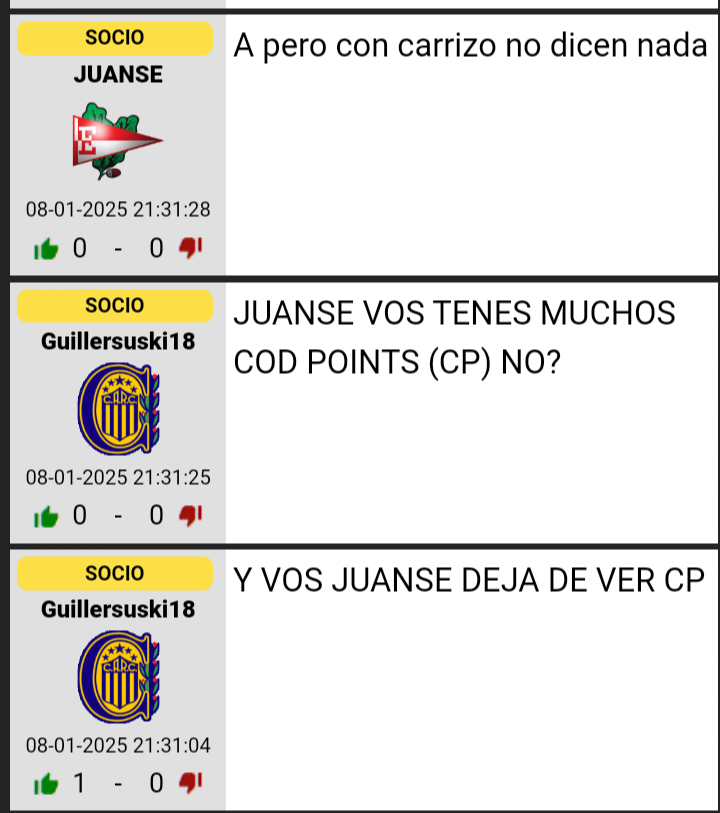 SOCIO
JUANSE
E
08-01-2025 21:31:28
0 - 0
A pero con carrizo no dicen nada
SOCIO
Guillersuski18
C.A.R.C.
08-01-2025 21:31:25
0 - 0
JUANSE VOS TENES MUCHOS
COD POINTS (CP) NO?
SOCIO
Guillersuski18
C.A.R.C.
08-01-2025 21:31:04
1 - 0
Y VOS JUANSE DEJA DE VER CP